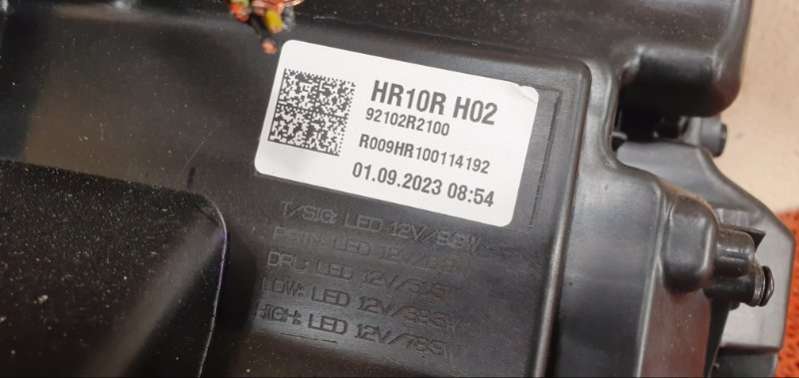 HR10R H02
92102R2100
R009HR100114192
01.09.2023 08:54
T/SIG: LED 12V/
LED 12V/
DRL: LED 12V/
LOW: LED 12V/
HIGH: LED 12V/